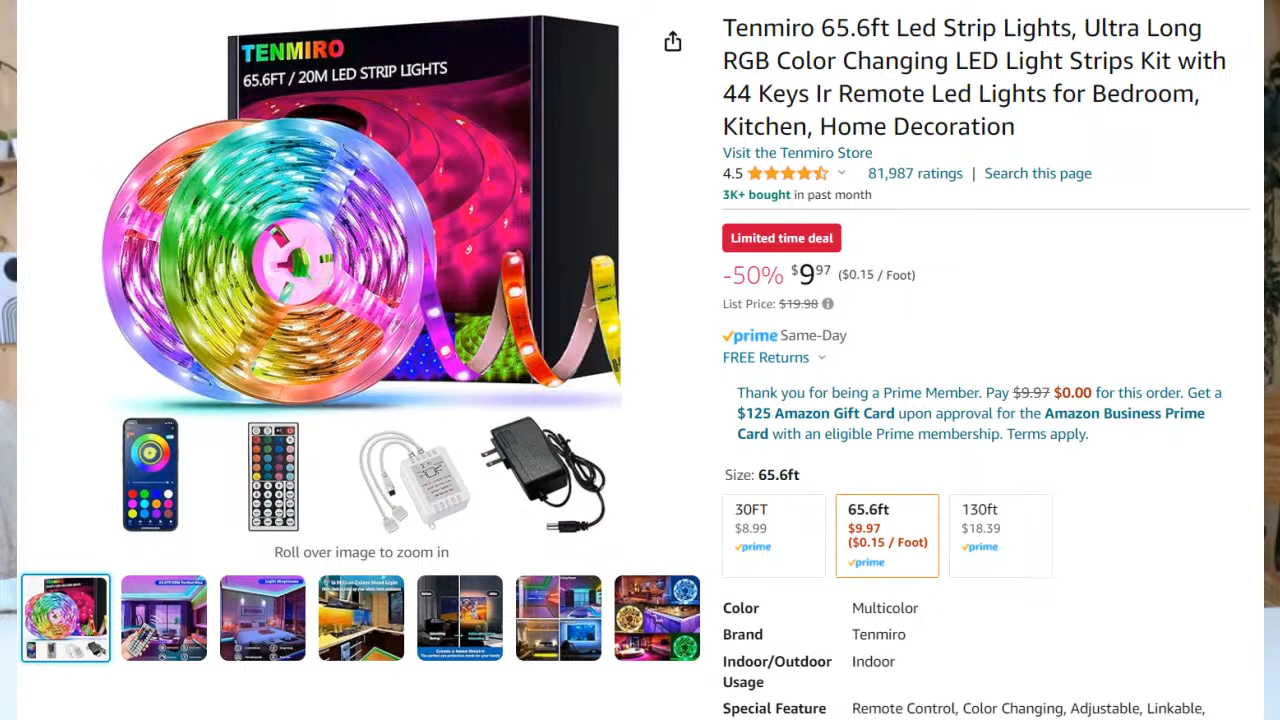 TENMIRO
65.6FT / 20M LED STRIP LIGHTS
Roll over image to zoom in
Tenmiro 65.6ft Led Strip Lights, Ultra Long
RGB Color Changing LED Light Strips Kit with
44 Keys Ir Remote Led Lights for Bedroom,
Kitchen, Home Decoration
Visit the Tenmiro Store
4.5
81,987 ratings | Search this page
3K+ bought in past month
Limited time deal
-50% $9 97 ($0.15 / Foot)
List Price: $19.98
prime Same-Day
FREE Returns
Thank you for being a Prime Member. Pay $9.97 $0.00 for this order. Get a
$125 Amazon Gift Card upon approval for the Amazon Business Prime
Card with an eligible Prime membership. Terms apply.
Size: 65.6ft
30FT
$8.99
prime
65.6ft
$9.97
($0.15 / Foot)
prime
130ft
$18.39
prime
Color Multicolor
Brand Tenmiro
Indoor/Outdoor Indoor
Usage
Special Feature Remote Control, Color Changing, Adjustable, Linkable,